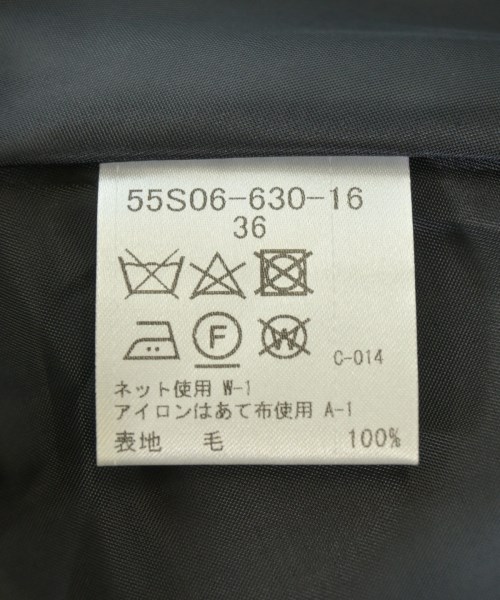 55S06-630-16
36
F W C-014
ネット使用 W-1
アイロンはあて布使用 A-1
表地 毛 100%